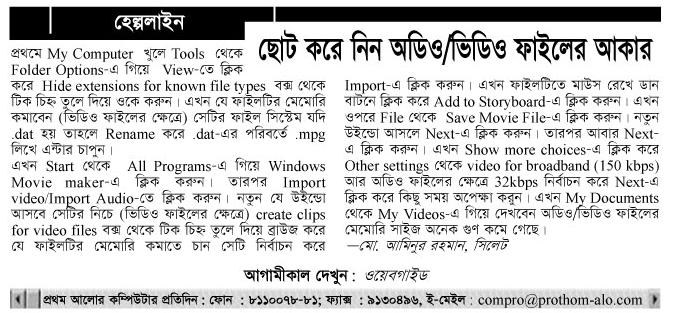 হেল্পলাইন
ছোট করে নিন অডিও/ভিডিও ফাইলের আকার
প্রথমে My Computer খুলে Tools থেকে
Folder Options-এ গিয়ে View-তে ক্লিক
করে Hide extensions for known file types বক্স থেকে
টিক চিহ্ন তুলে দিয়ে ওকে করুন। এখন যে ফাইলটির মেমোরি
কমাবেন (ভিডিও ফাইলের ক্ষেত্রে) সেটির ফাইল সিস্টেম যদি
.dat হয় তাহলে Rename করে .dat-এর পরিবর্তে .mpg
লিখে এন্টার চাপুন।
এখন Start থেকে All Programs-এ গিয়ে Windows
Movie maker-এ ক্লিক করুন। তারপর Import
video/Import Audio-তে ক্লিক করুন। নতুন যে উইন্ডো
আসবে সেটির নিচে (ভিডিও ফাইলের ক্ষেত্রে) create clips
for video files বক্স থেকে টিক চিহ্ন তুলে দিয়ে ব্রাউজ করে
যে ফাইলটির মেমোরি কমাতে চান সেটি নির্বাচন করে
Import-এ ক্লিক করুন। এখন ফাইলটিতে মাউস রেখে ডান
বাটনে ক্লিক করে Add to Storyboard-এ ক্লিক করুন। এখন
ওপরে File থেকে Save Movie File-এ ক্লিক করুন। নতুন
উইন্ডো আসলে Next-এ ক্লিক করুন। তারপর আবার Next-
এ ক্লিক করুন। এখন Show more choices-এ ক্লিক করে
Other settings থেকে video for broadband (150 kbps)
আর অডিও ফাইলের ক্ষেত্রে 32kbps নির্বাচন করে Next-এ
ক্লিক করে কিছু সময় অপেক্ষা করুন। এখন My Documents
থেকে My Videos-এ গিয়ে দেখবেন অডিও/ভিডিও ফাইলের
মেমোরি সাইজ অনেক গুণ কমে গেছে।
—মো. আমিনুর রহমান, সিলেট
আগামীকাল দেখুন : ওয়েবগাইড
প্রথম আলোর কম্পিউটার প্রতিদিন : ফোন : ৮১১০০৭৮-৮১; ফ্যাক্স : ৯১৩০৪৯৬, ই-মেইল : compro@prothom-alo.com